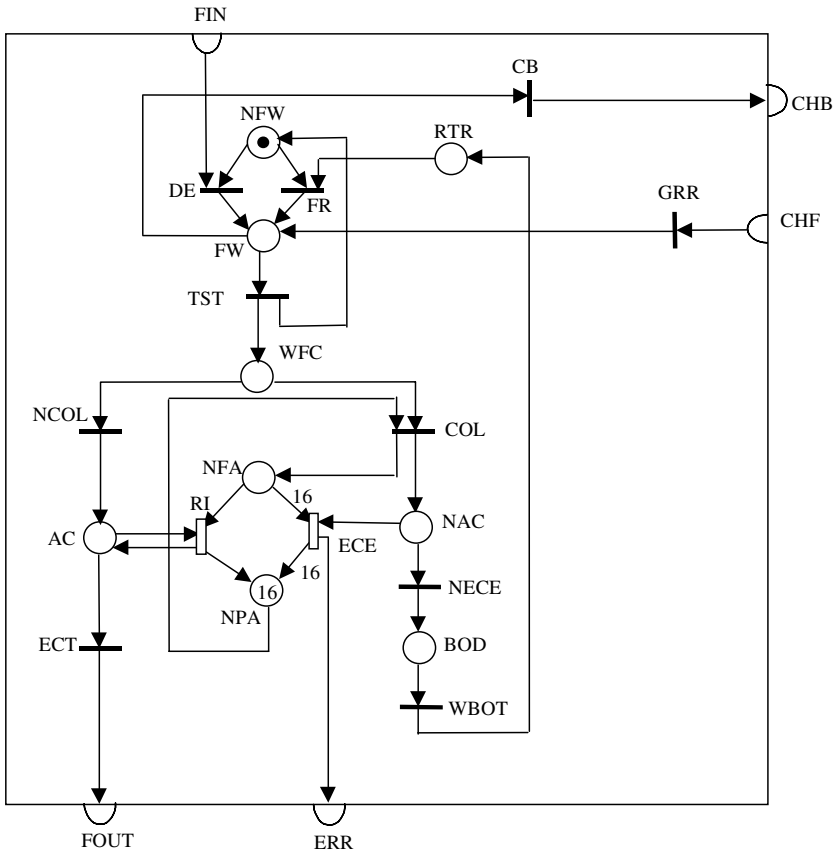 FIN
CB
CHB
NFW
RTR
DE
FR
GRR
CHF
FW
TST
WFC
NCOL
COL
NFA
16
RI
NAC
AC
ECE
16
16
NECE
NPA
ECT
BOD
WBOT
FOUT
ERR